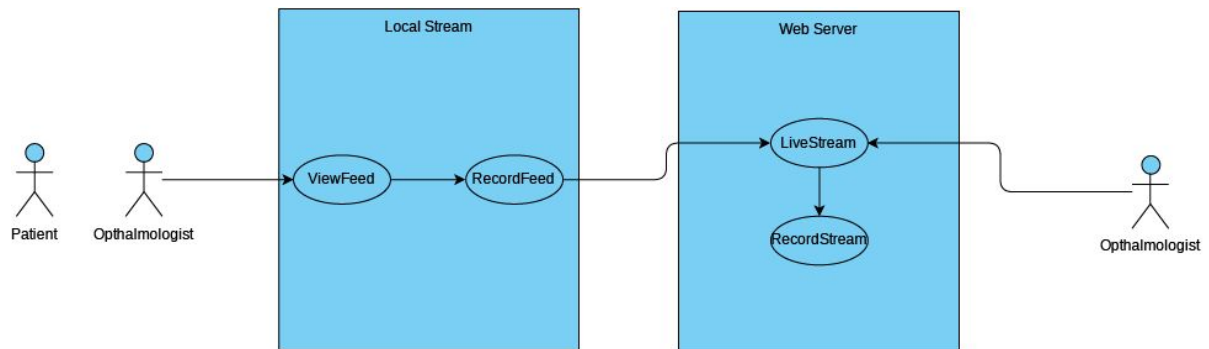 Local Stream
Web Server
LiveStream
ViewFeed
RecordFeed
RecordStream
Patient
Opthalmologist
Opthalmologist